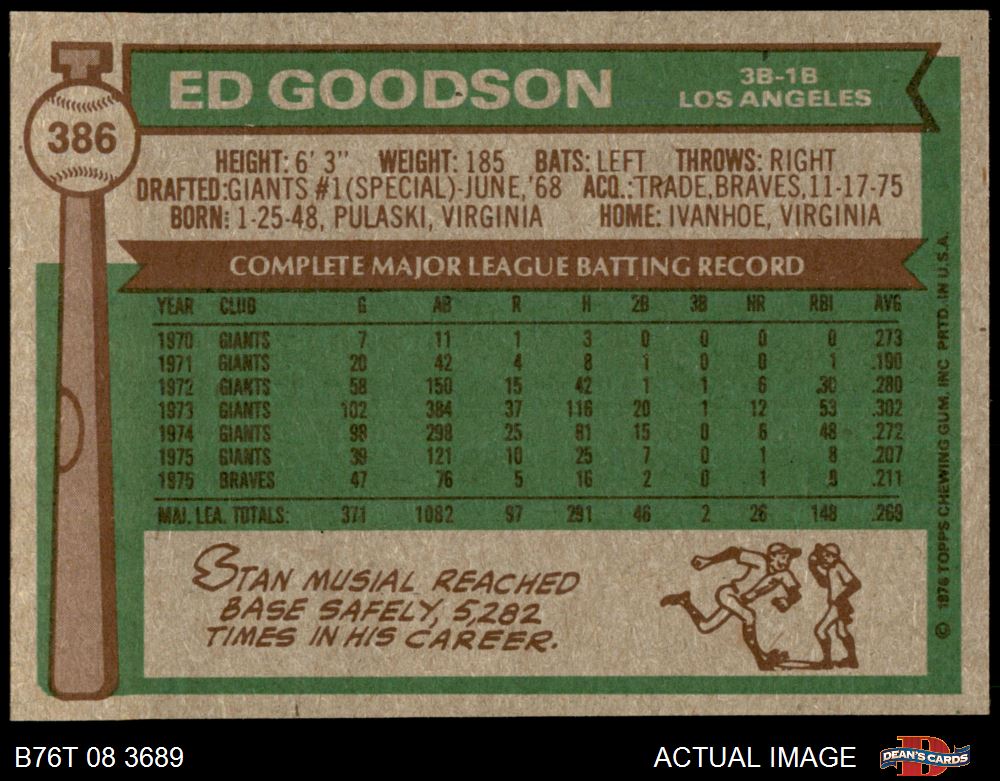 386
ED GOODSON
3B-1B
LOS ANGELES
HEIGHT: 6' 3" WEIGHT: 185 BATS: LEFT THROWS: RIGHT
DRAFTED:GIANTS #1(SPECIAL)-JUNE,'68 ACQ.:TRADE,BRAVES,11-17-75
BORN: 1-25-48, PULASKI, VIRGINIA HOME: IVANHOE, VIRGINIA
COMPLETE MAJOR LEAGUE BATTING RECORD
YEAR CLUB G AB R H 2B 3B HR RBI AVG
1970 GIANTS 7 11 1 3 0 0 0 0 .273
1971 GIANTS 20 42 4 8 1 0 0 1 .190
1972 GIANTS 58 150 15 42 1 1 6 30 .280
1973 GIANTS 102 384 37 116 20 1 12 53 .302
1974 GIANTS 98 298 25 81 15 0 6 48 .272
1975 GIANTS 39 121 10 25 7 0 1 8 .207
1975 BRAVES 47 76 5 16 2 0 1 8 .211
MAJ. LEA. TOTALS: 371 1082 97 291 46 2 26 148 .269
STAN MUSIAL REACHED
BASE SAFELY, 5,282
TIMES IN HIS CAREER.
© 1976 TOPPS CHEWING GUM, INC PRTD. IN U.S.A.
B76T 08 3689
ACTUAL IMAGE
DEAN'S CARDS